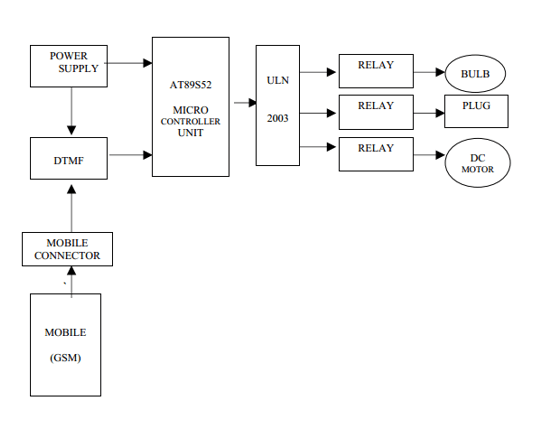 POWER
SUPPLY
DTMF
MOBILE
CONNECTOR
MOBILE
(GSM)
AT89S52
MICRO
CONTROLLER
UNIT
ULN
2003
RELAY
RELAY
RELAY
BULB
PLUG
DC
MOTOR